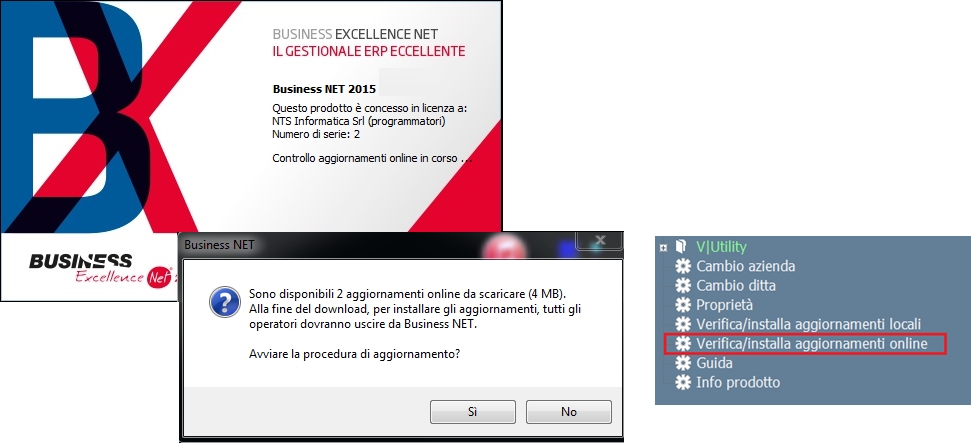 BUSINESS EXCELLENCE NET
IL GESTIONALE ERP ECCELLENTE
Business NET 2015
Questo prodotto è concesso in licenza a:
NTS Informatica Srl (programmatori)
Numero di serie: 2
Controllo aggiornamenti online in corso ...
BUSINESS
Excellence Net
Business NET
Sono disponibili 2 aggiornamenti online da scaricare (4 MB).
Alla fine del download, per installare gli aggiornamenti, tutti gli
operatori dovranno uscire da Business NET.
Avviare la procedura di aggiornamento?
Sì
No
V|Utility
Cambio azienda
Cambio ditta
Proprietà
Verifica/installa aggiornamenti locali
Verifica/installa aggiornamenti online
Guida
Info prodotto